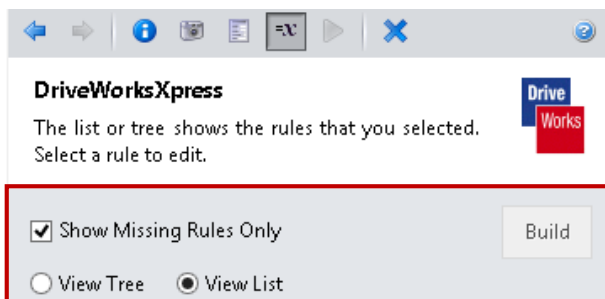 =x
DriveWorksXpress
The list or tree shows the rules that you selected.
Select a rule to edit.
Drive
Works
Show Missing Rules Only
Build
View Tree
View List